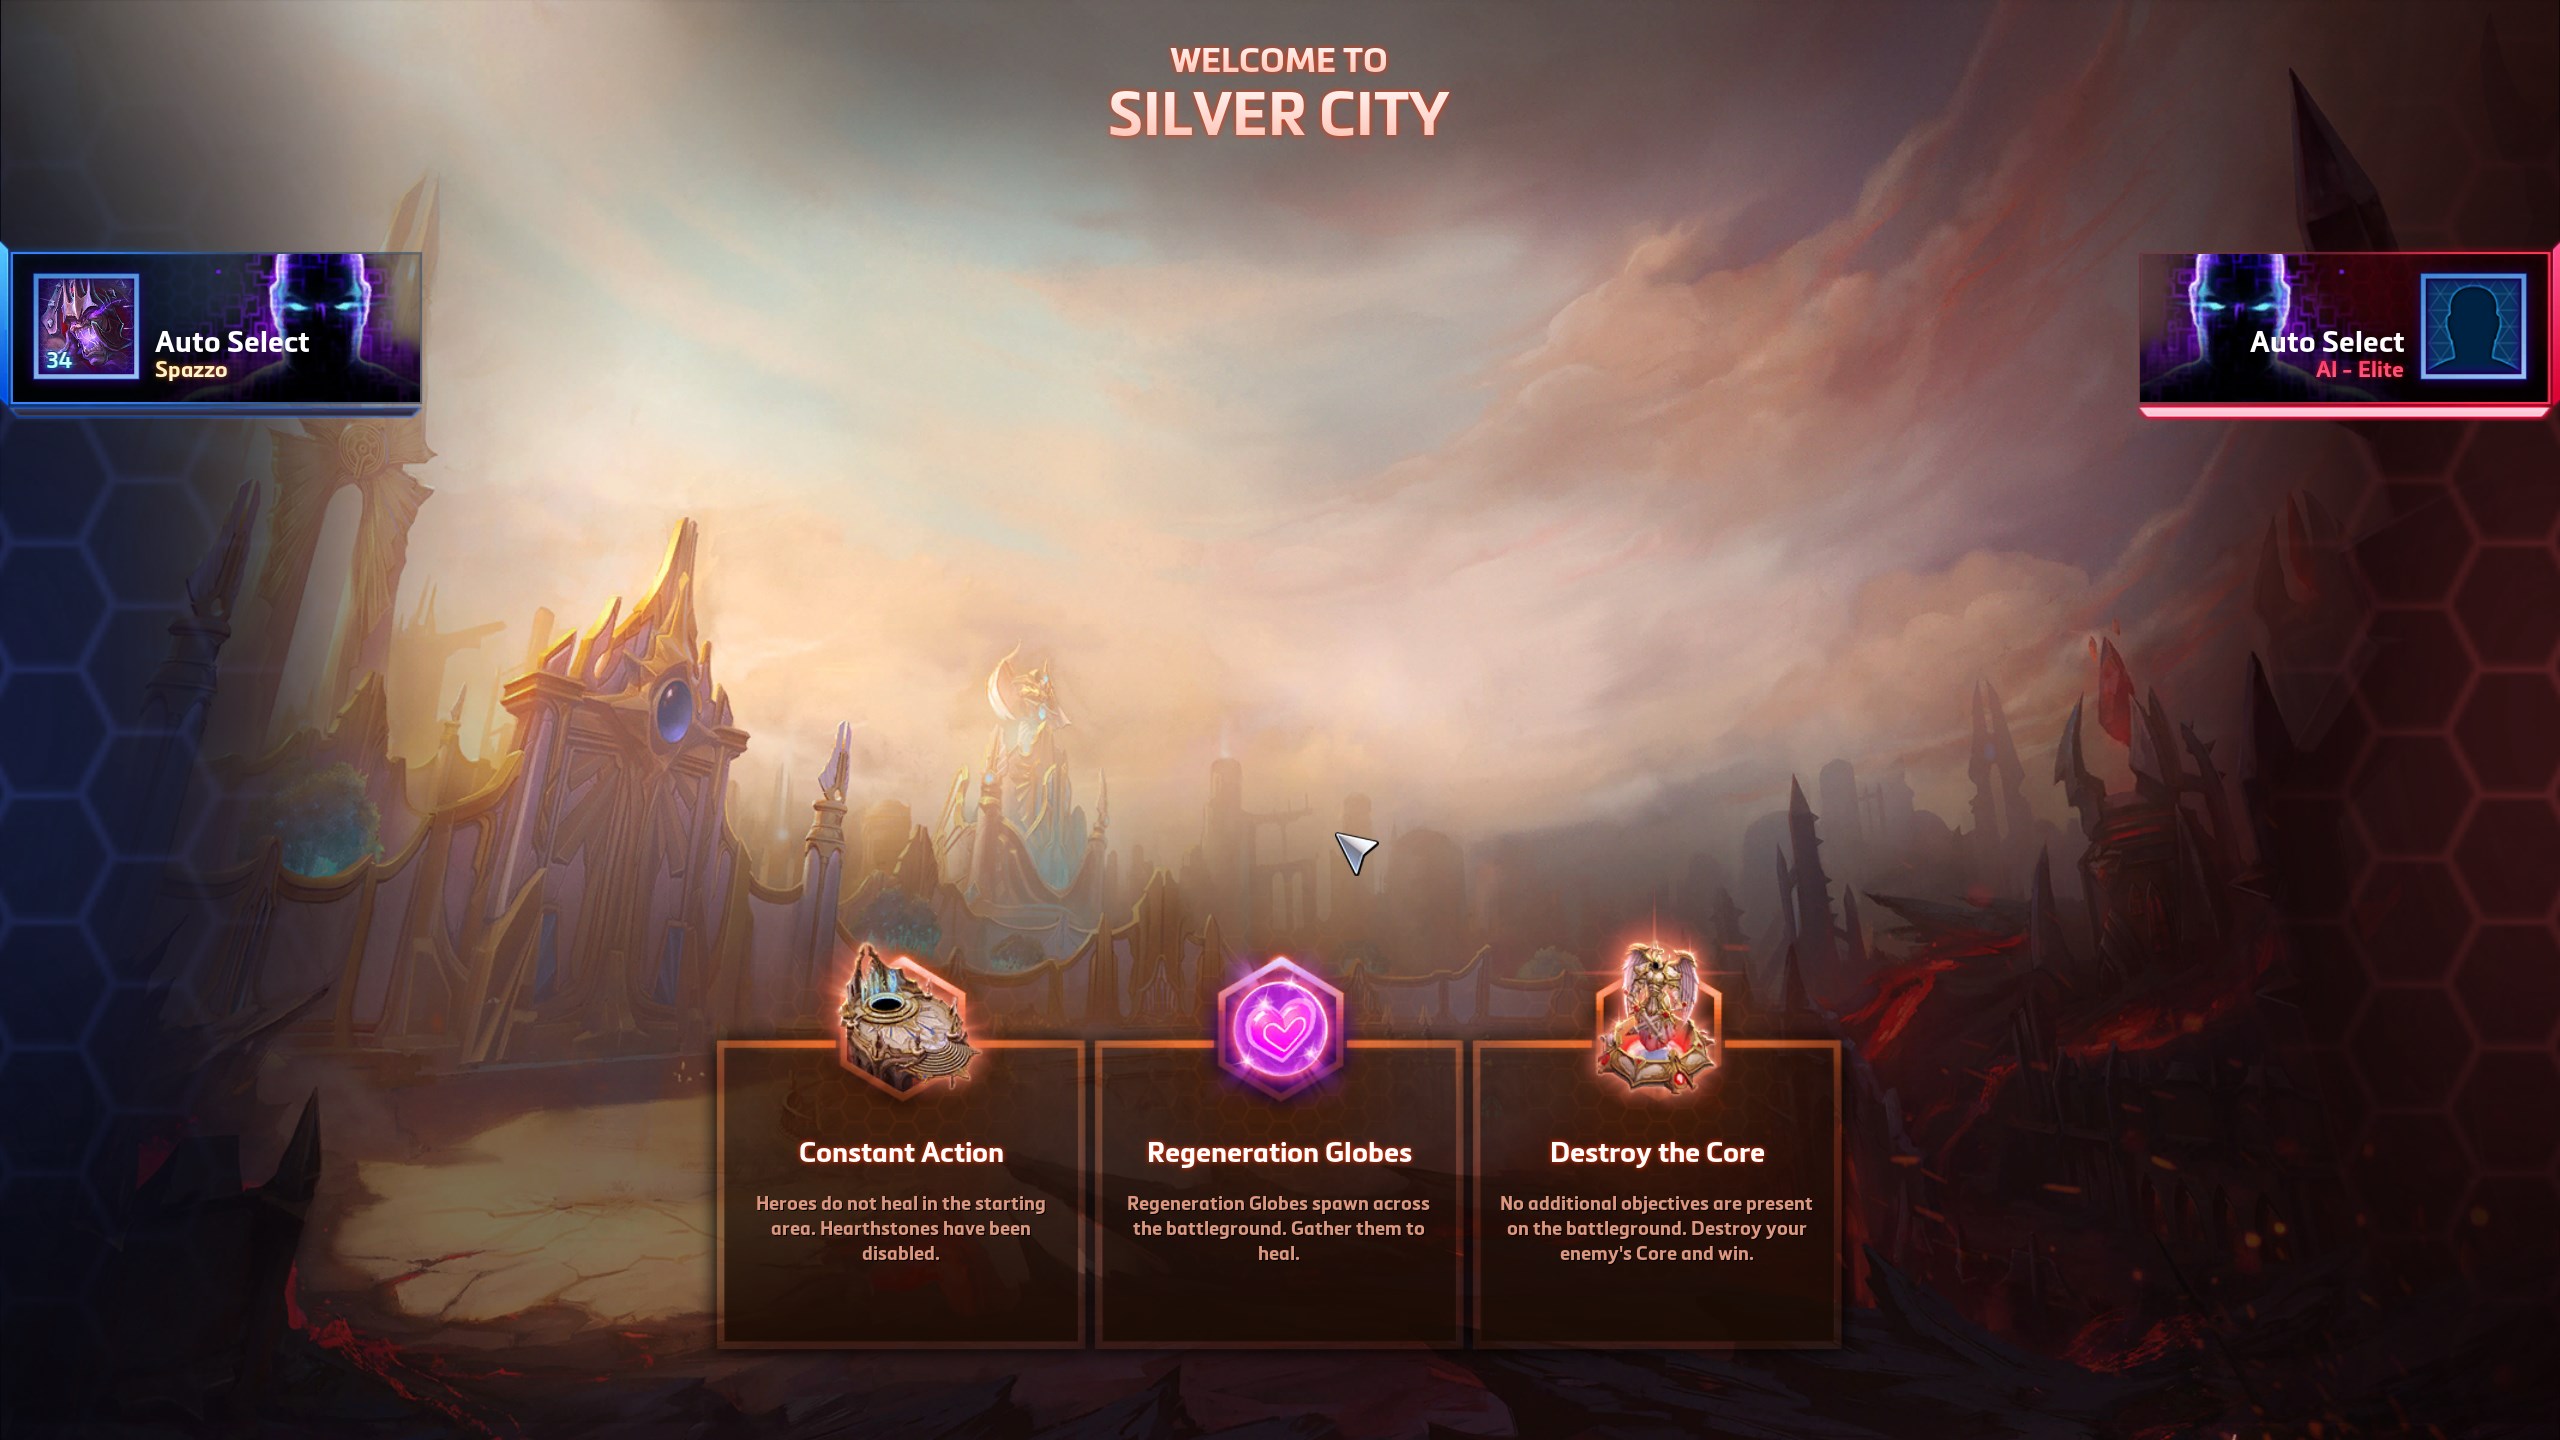 WELCOME TO
SILVER CITY
34
Auto Select
Spazzo
Auto Select
AI - Elite
Constant Action
Heroes do not heal in the starting
area. Hearthstones have been
disabled.
Regeneration Globes
Regeneration Globes spawn across
the battleground. Gather them to
heal.
Destroy the Core
No additional objectives are present
on the battleground. Destroy your
enemy's Core and win.